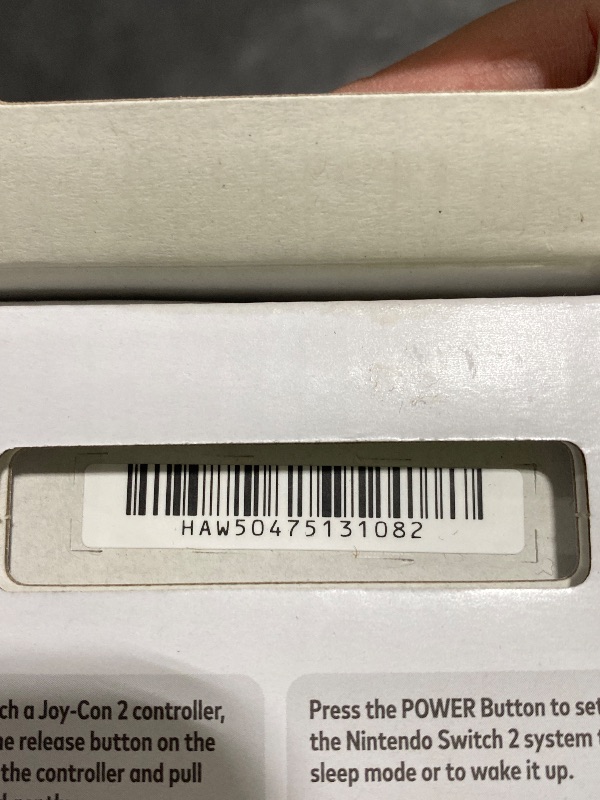 HAW50475131082
ch a Joy-Con 2 controller,
he release button on the
the controller and pull
Press the POWER Button to set
the Nintendo Switch 2 system
sleep mode or to wake it up.